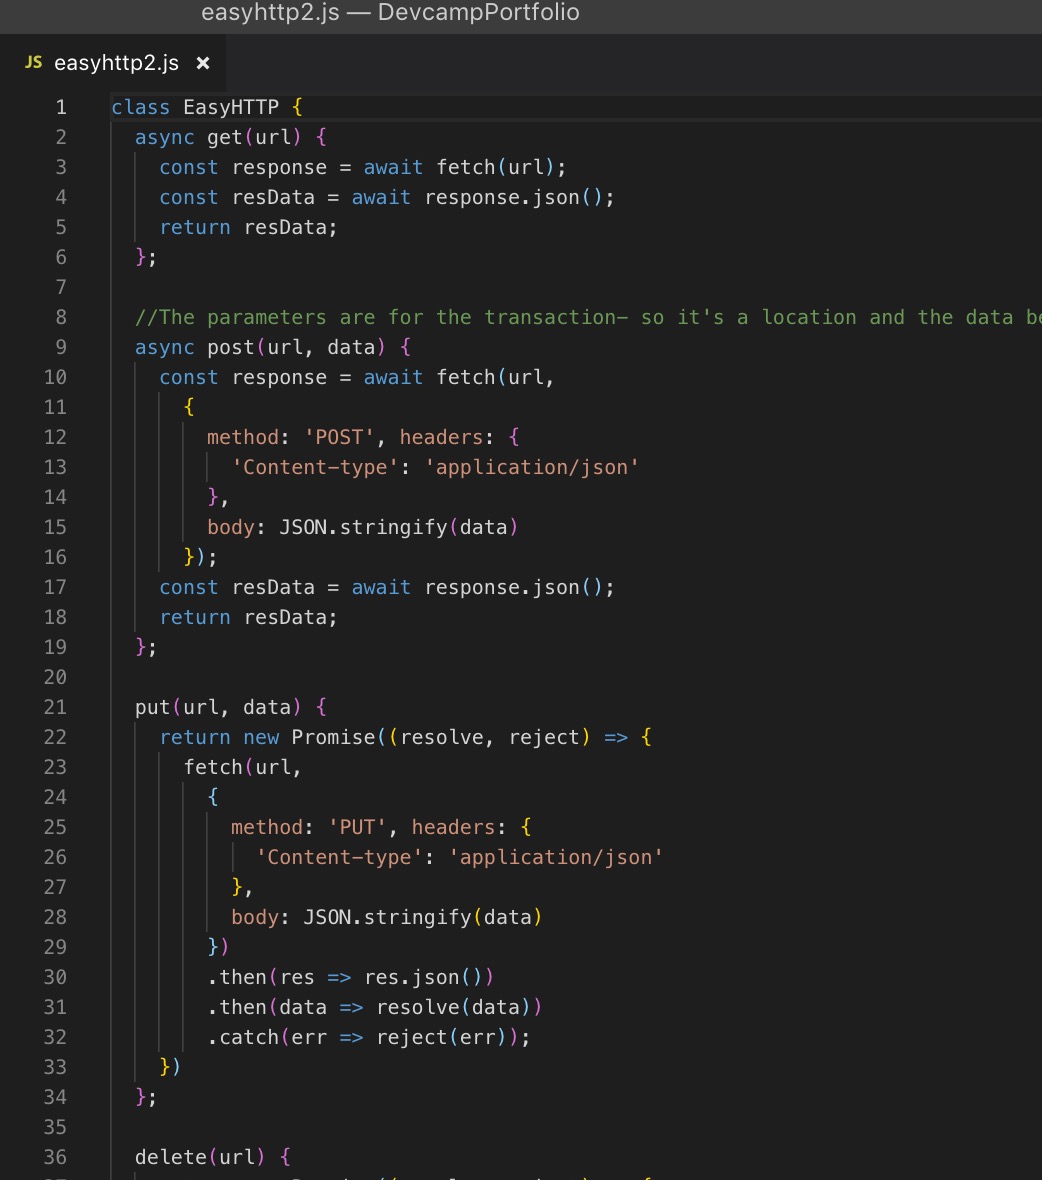 easyhttp2.js — DevcampPortfolio
JS easyhttp2.js ×
1 class EasyHTTP {
2 async get(url) {
3 const response = await fetch(url);
4 const resData = await response.json();
5 return resData;
6 };
7
8 //The parameters are for the transaction- so it's a location and the data
9 async post(url, data) {
10 const response = await fetch(url,
11 {
12 method: 'POST', headers: {
13 'Content-type': 'application/json'
14 },
15 body: JSON.stringify(data)
16 });
17 const resData = await response.json();
18 return resData;
19 };
20
21 put(url, data) {
22 return new Promise((resolve, reject) => {
23 fetch(url,
24 {
25 method: 'PUT', headers: {
26 'Content-type': 'application/json'
27 },
28 body: JSON.stringify(data)
29 })
30 .then(res => res.json())
31 .then(data => resolve(data))
32 .catch(err => reject(err));
33 })
34 };
35
36 delete(url) {